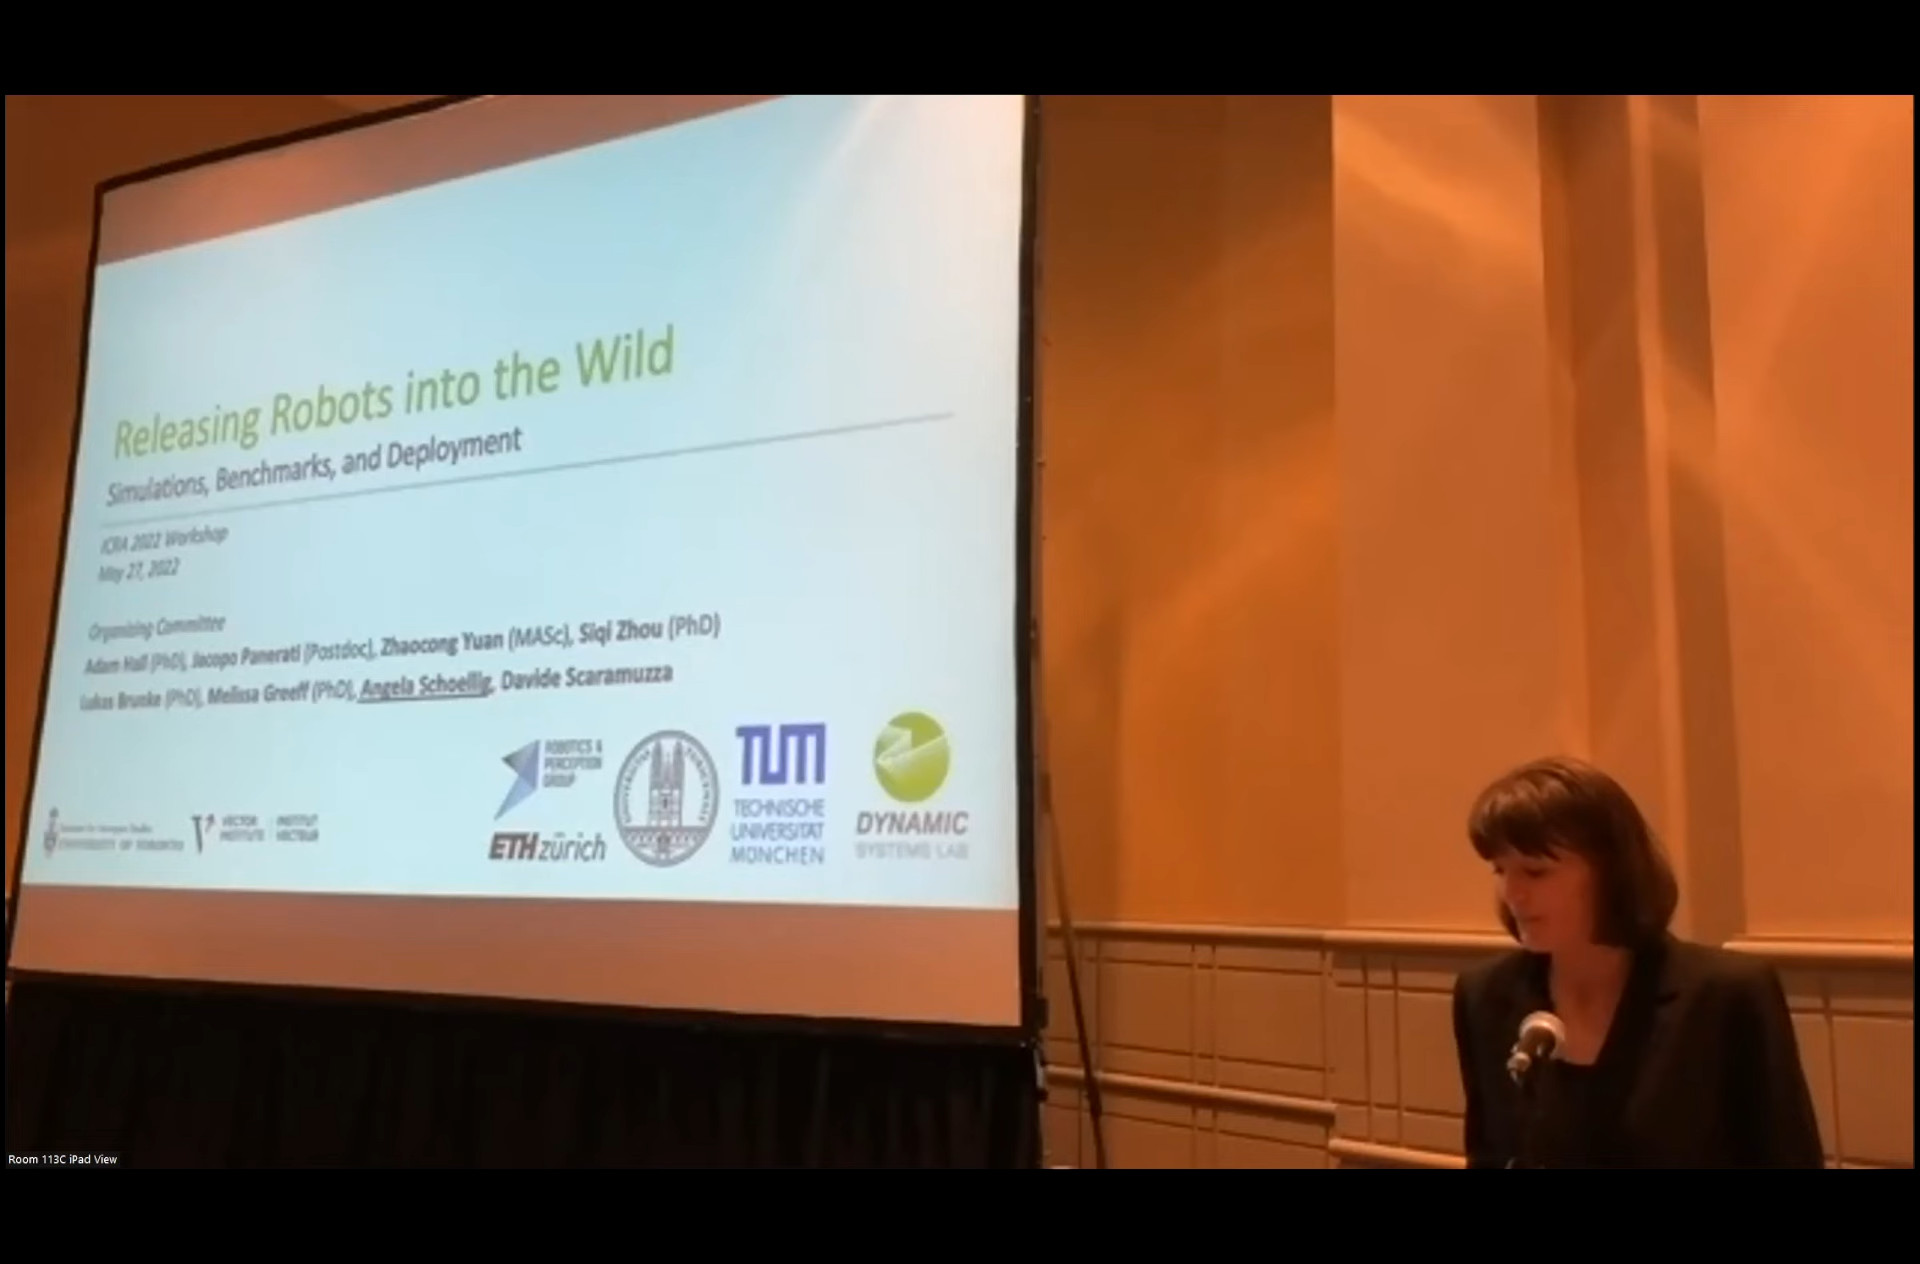 Releasing Robots into the Wild
Simulations, Benchmarks, and Deployment
ICRA 2022 Workshop
May 27, 2022
Organizing Committee
Adam Hall (PhD), Jacopo Panerati (Postdoc), Zhaocong Yuan (MASc), Siqi Zhou (PhD)
Lukas Brunke (PhD), Melissa Greeff (PhD), Angela Schoellig, Davide Scaramuzza
UNIVERSITY OF TORONTO
VECTOR INSTITUTE
INSTITUT VECTEUR
ROBOTICS &
PERCEPTION
GROUP
ETH zürich
TUM
TECHNISCHE
UNIVERSITÄT
MÜNCHEN
DYNAMIC
SYSTEMS LAB
Room 113C iPad View